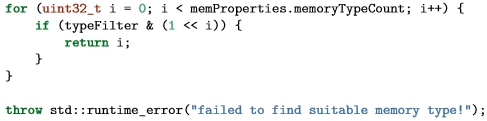 for (uint32_t i = 0; i < memProperties.memoryTypeCount; i++) {
    if (typeFilter & (1 << i)) {
        return i;
    }
}

throw std::runtime_error("failed to find suitable memory type!");